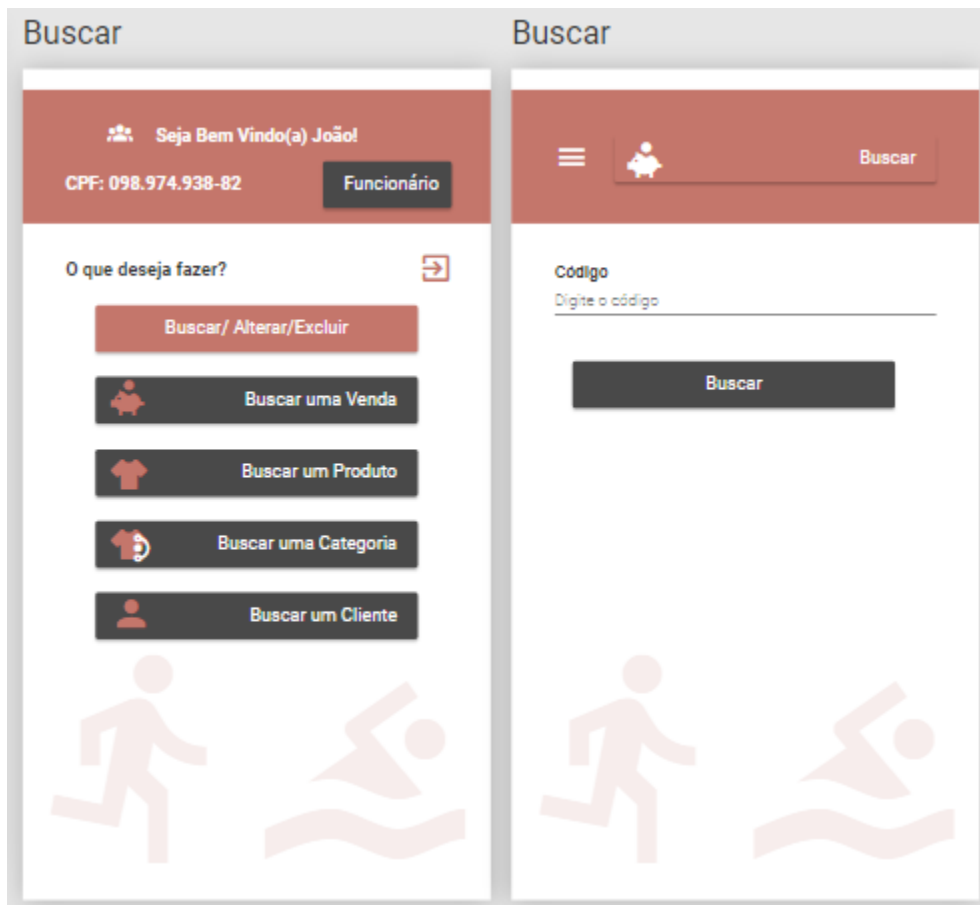 Buscar
Seja Bem Vindo(a) João!
CPF: 098.974.938-82
Funcionário
O que deseja fazer?
Buscar/ Alterar/Excluir
Buscar uma Venda
Buscar um Produto
Buscar uma Categoria
Buscar um Cliente
Buscar
Buscar
Código
Digite o código
Buscar